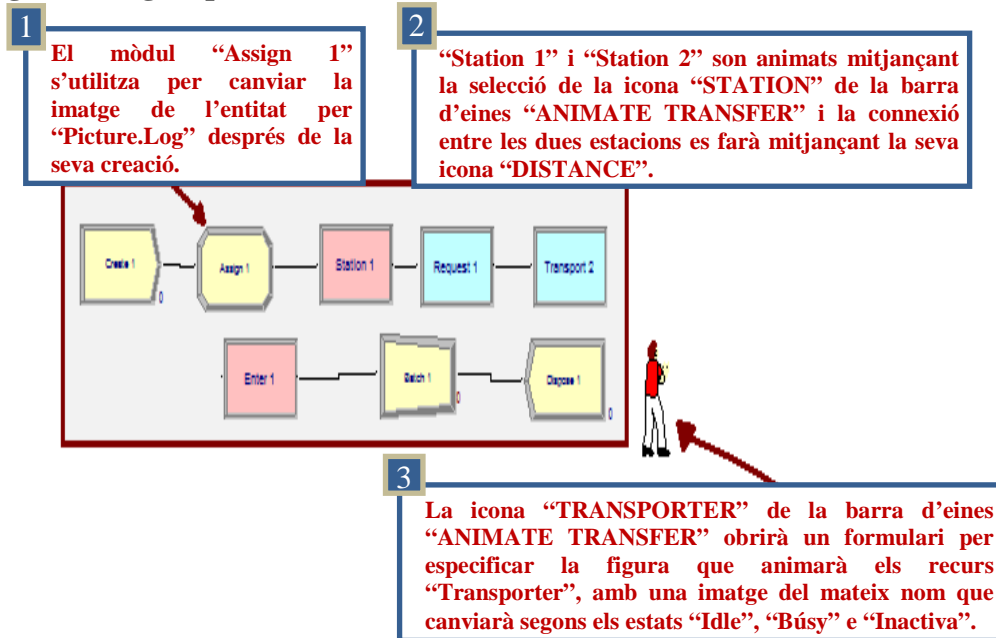 1
El mòdul “Assign 1”
s’utilitza per canviar la
imatge de l’entitat per
“Picture.Log” després de la
seva creació.
2
“Station 1” i “Station 2” son animats mitjançant
la selecció de la icona “STATION” de la barra
d’eines “ANIMATE TRANSFER” i la connexió
entre les dues estacions es farà mitjançant la seva
icona “DISTANCE”.
Create 1
0
Assign 1
Station 1
Request 1
Transport 2
Enter 1
Batch 1
0
Dispose 1
0
3
La icona “TRANSPORTER” de la barra d’eines
“ANIMATE TRANSFER” obrirà un formulari per
especificar la figura que animarà els recurs
“Transporter”, amb una imatge del mateix nom que
canviarà segons els estats “Idle”, “Búsy” e “Inactiva”.